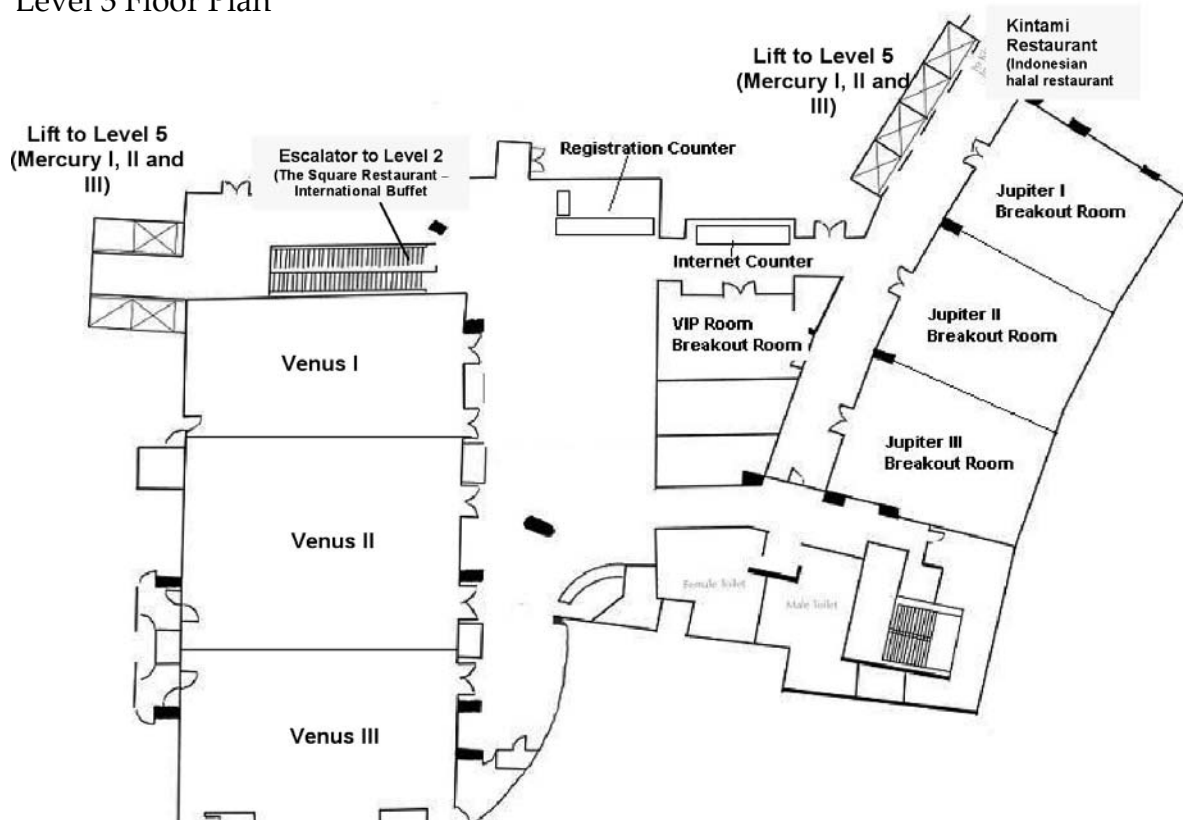 Level 3 Floor Plan
Kintami
Restaurant
(Indonesian
halal restaurant
Lift to Level 5
(Mercury I, II and
III)
Lift to Level 5
(Mercury I, II and
III)
Escalator to Level 2
(The Square Restaurant –
International Buffet
Registration Counter
Internet Counter
Jupiter I
Breakout Room
VIP Room
Breakout Room
Jupiter II
Breakout Room
Venus I
Jupiter III
Breakout Room
Venus II
Female Toilet
Male Toilet
Venus III